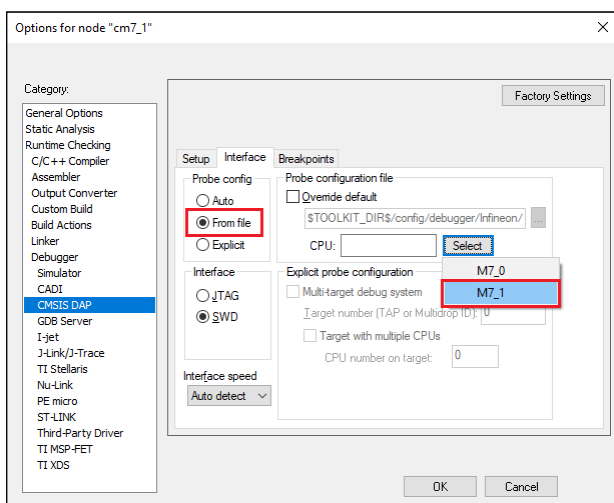 Options for node "cm7_1"
Category:
General Options
Static Analysis
Runtime Checking
C/C++ Compiler
Assembler
Output Converter
Custom Build
Build Actions
Linker
Debugger
Simulator
CADI
CMSIS DAP
GDB Server
I-jet
J-Link/J-Trace
TI Stellaris
Nu-Link
PE micro
ST-LINK
Third-Party Driver
TI MSP-FET
TI XDS
Factory Settings
Setup Interface Breakpoints
Probe config
Auto
From file
Explicit
Probe configuration file
Override default
$TOOLKIT_DIR$/config/debugger/Infineon/ ...
CPU: Select
M7_0
M7_1
Interface
JTAG
SWD
Explicit probe configuration
Multi-target debug system
Target number (TAP or Multidrop ID): 0
Target with multiple CPUs
CPU number on target: 0
Interface speed
Auto detect
OK Cancel